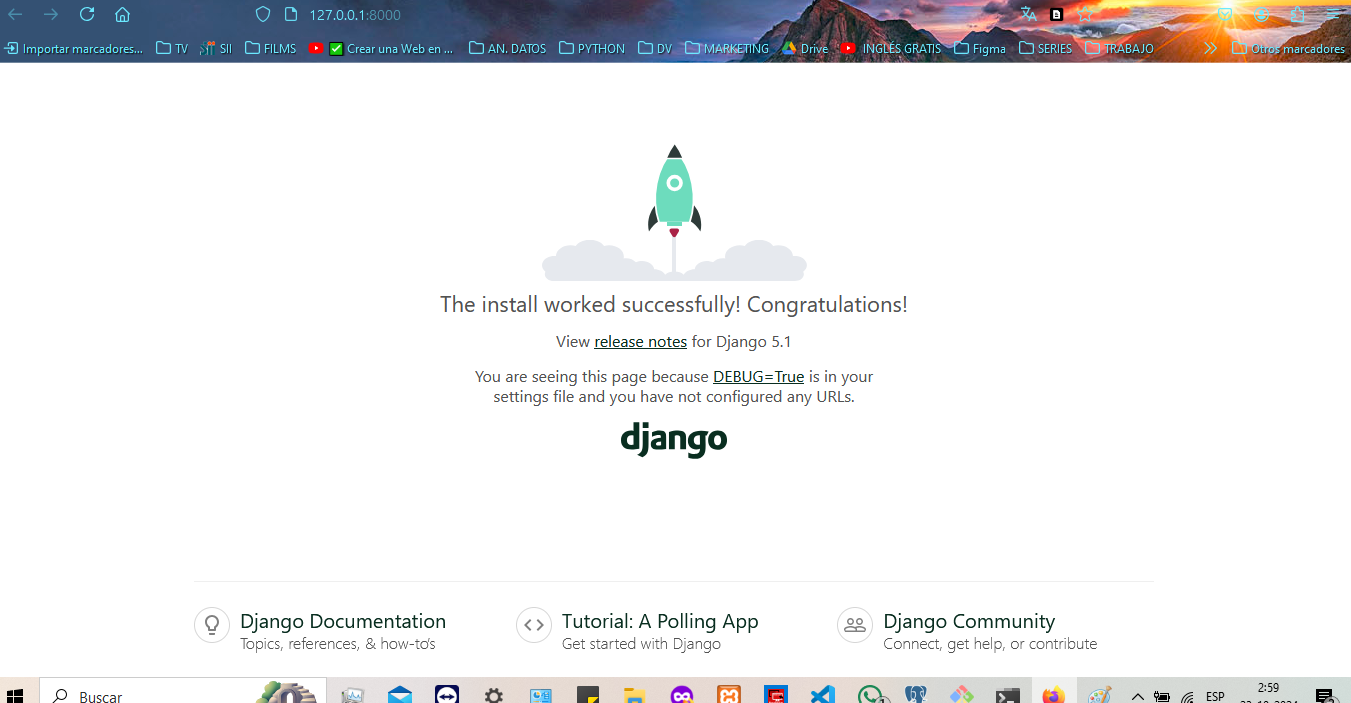 127.0.0.1:8000
Importar marcadores... TV SII FILMS Crear una Web en ... AN. DATOS PYTHON DV MARKETING Drive INGLÉS GRATIS Figma SERIES TRABAJO Otros marcadores
The install worked successfully! Congratulations!
View release notes for Django 5.1
You are seeing this page because DEBUG=True is in your
settings file and you have not configured any URLs.
django
Django Documentation
Topics, references, & how-to's
Tutorial: A Polling App
Get started with Django
Django Community
Connect, get help, or contribute
Buscar
ESP
2:59